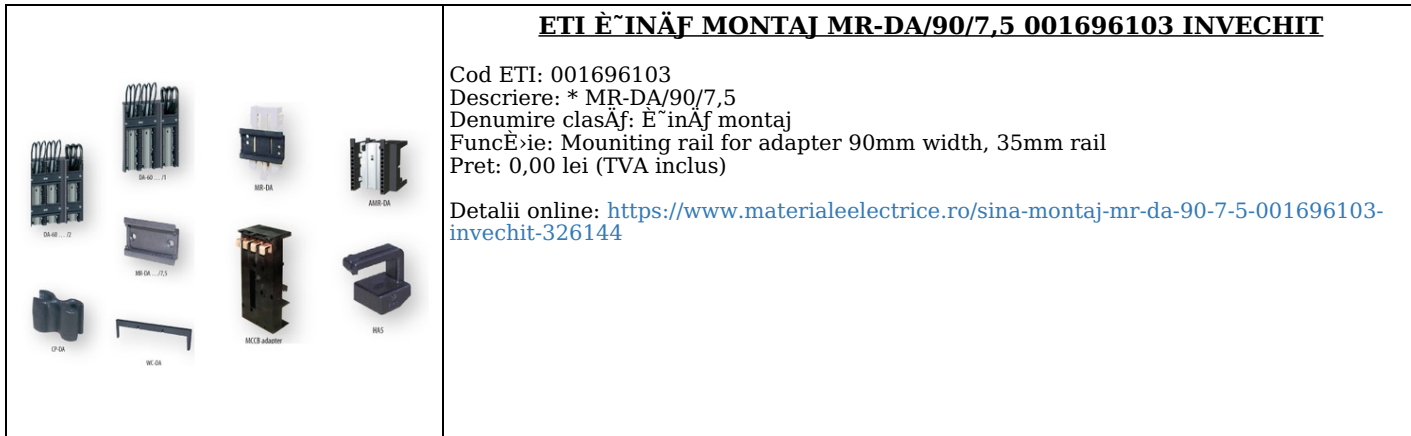 ETI È˜INÄƒ MONTAJ MR-DA/90/7,5 001696103 INVECHIT
Cod ETI: 001696103
Descriere: * MR-DA/90/7,5
Denumire clasÄƒ: È˜inÄƒ montaj
FuncÈ›ie: Mouniting rail for adapter 90mm width, 35mm rail
Pret: 0,00 lei (TVA inclus)
Detalii online: https://www.materialeelectrice.ro/sina-montaj-mr-da-90-7-5-001696103-
invechit-326144
DA-60 .... /1
MR-DA
AMR-DA
DA-60 .... /2
MR-DA .../7,5
HAS
MCCB adapter
CP-DA
WC-DA